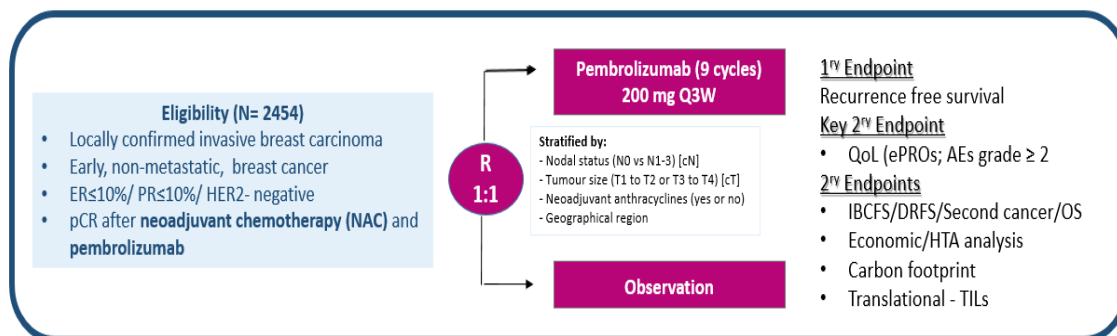 Eligibility (N= 2454)
• Locally confirmed invasive breast carcinoma
• Early, non-metastatic, breast cancer
• ER≤10%/ PR≤10%/ HER2- negative
• pCR after neoadjuvant chemotherapy (NAC) and
pembrolizumab
R
1:1
Pembrolizumab (9 cycles)
200 mg Q3W
Stratified by:
- Nodal status (N0 vs N1-3) [cN]
- Tumour size (T1 to T2 or T3 to T4) [cT]
- Neoadjuvant anthracyclines (yes or no)
- Geographical region
Observation
1ry Endpoint
Recurrence free survival
Key 2ry Endpoint
• QoL (ePROs; AEs grade ≥ 2
2ry Endpoints
• IBCFS/DRFS/Second cancer/OS
• Economic/HTA analysis
• Carbon footprint
• Translational - TILs